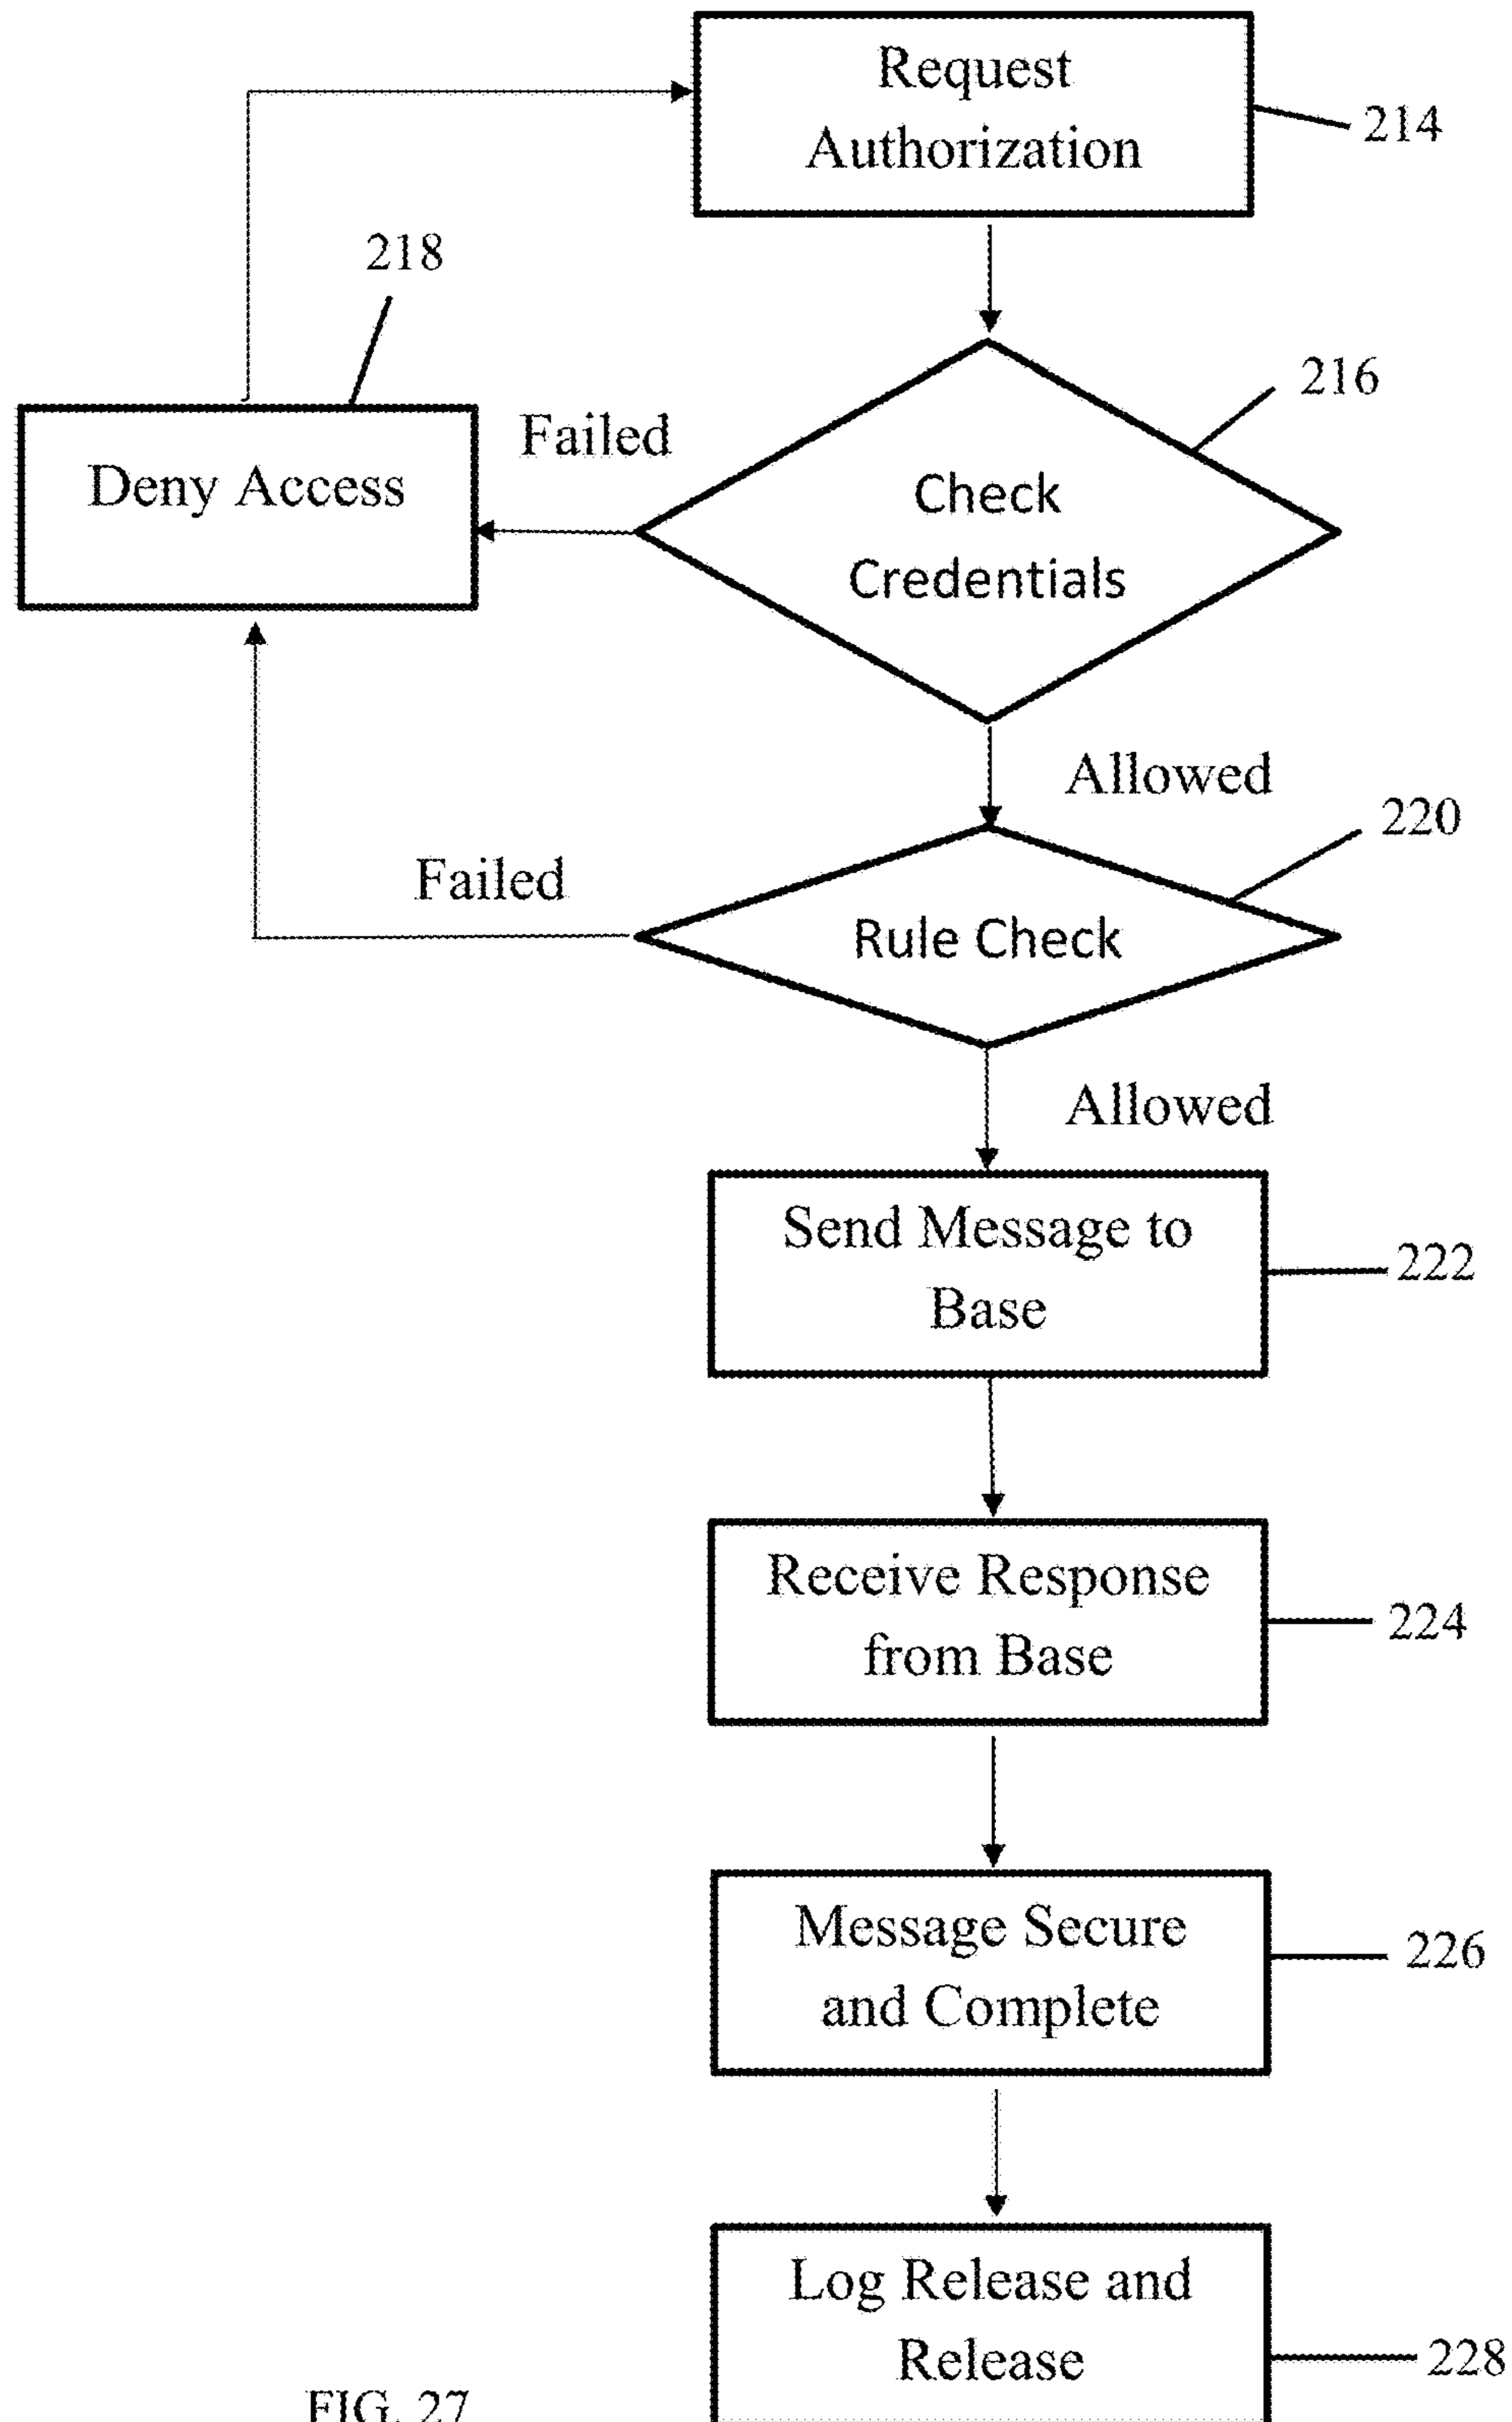 Request
Authorization
214
218
216
Failed
Deny Access
Check
Credentials
Allowed
220
Failed
Rule Check
Allowed
Send Message to
Base
222
Receive Response
from Base
224
Message Secure
and Complete
226
Log Release and
Release
228
FIG. 27